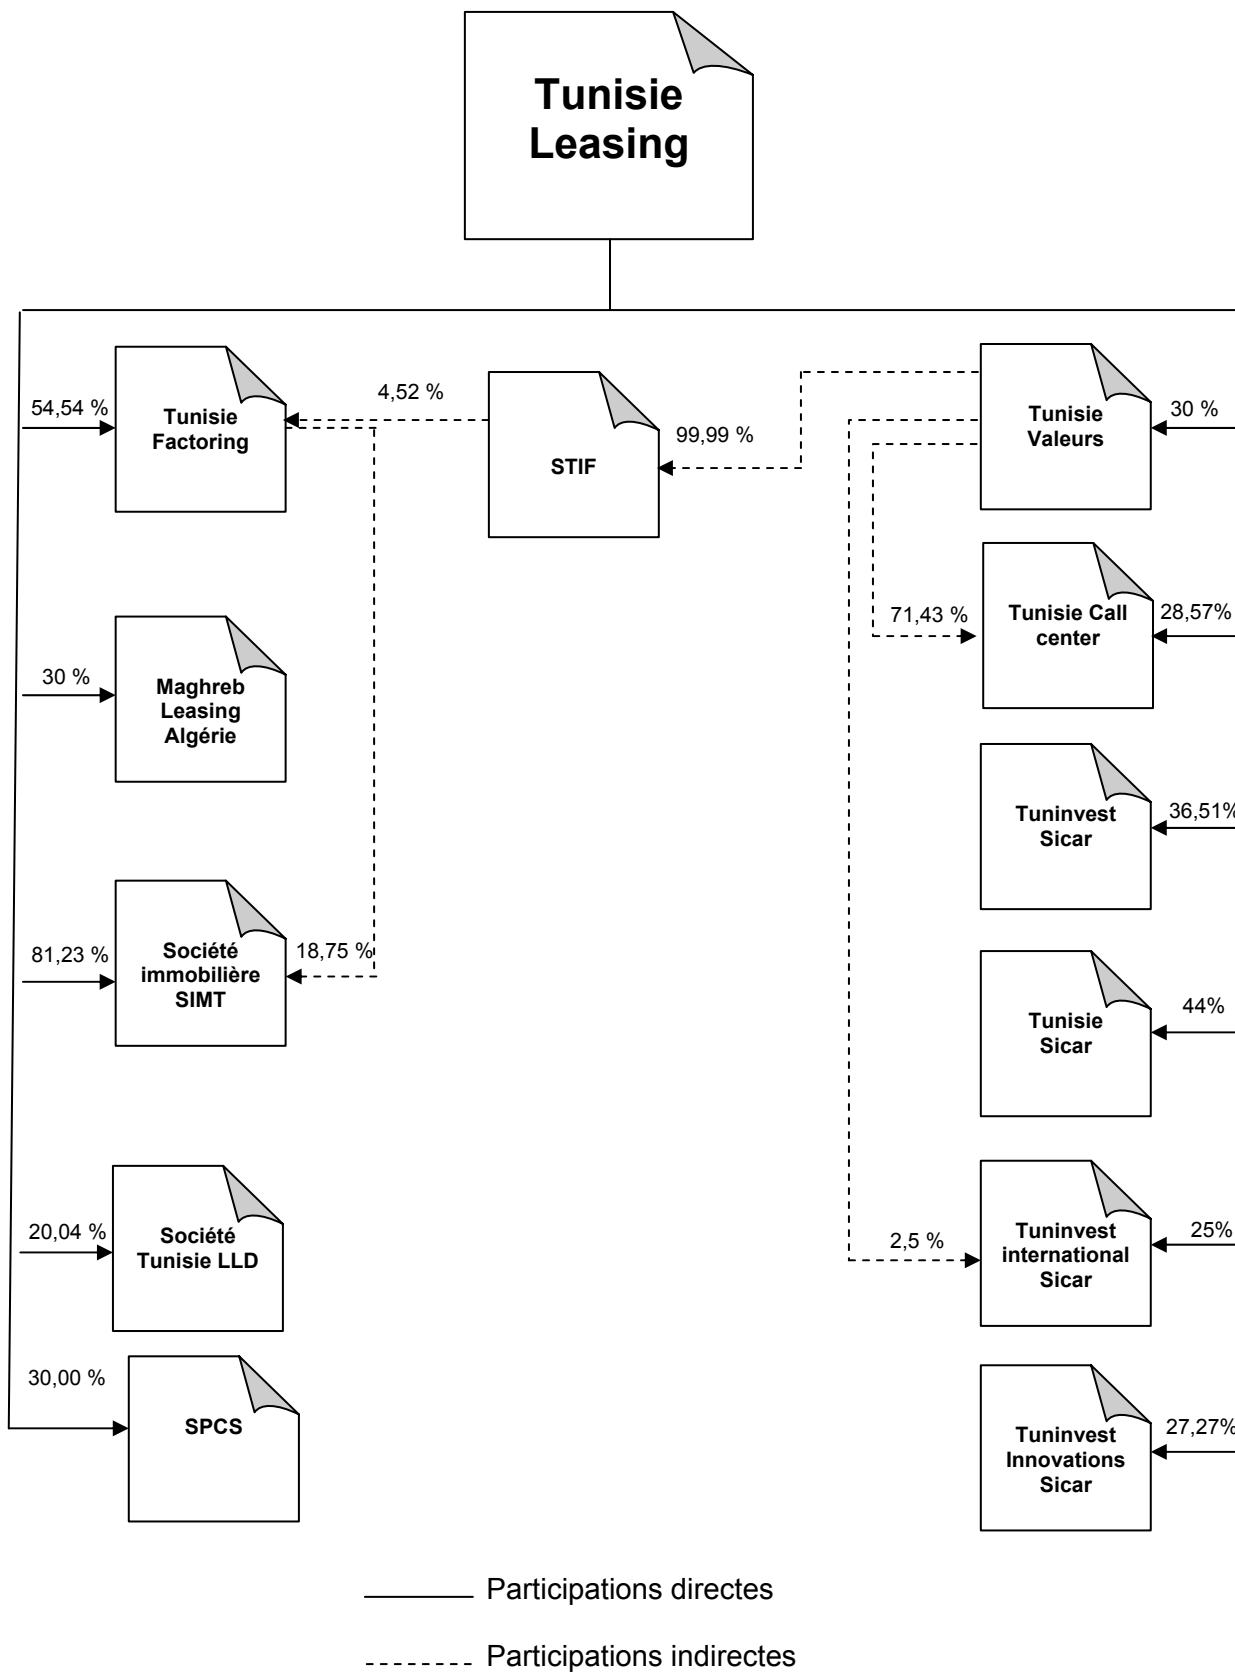 Tunisie
Leasing
54,54 %
Tunisie
Factoring
4,52 %
STIF
99,99 %
Tunisie
Valeurs
30 %
71,43 %
Tunisie Call
center
28,57%
30 %
Maghreb
Leasing
Algérie
Tuninvest
Sicar
36,51%
81,23 %
Société
immobilière
SIMT
18,75 %
Tunisie
Sicar
44%
20,04 %
Société
Tunisie LLD
2,5 %
Tuninvest
international
Sicar
25%
30,00 %
SPCS
Tuninvest
Innovations
Sicar
27,27%
Participations directes
Participations indirectes